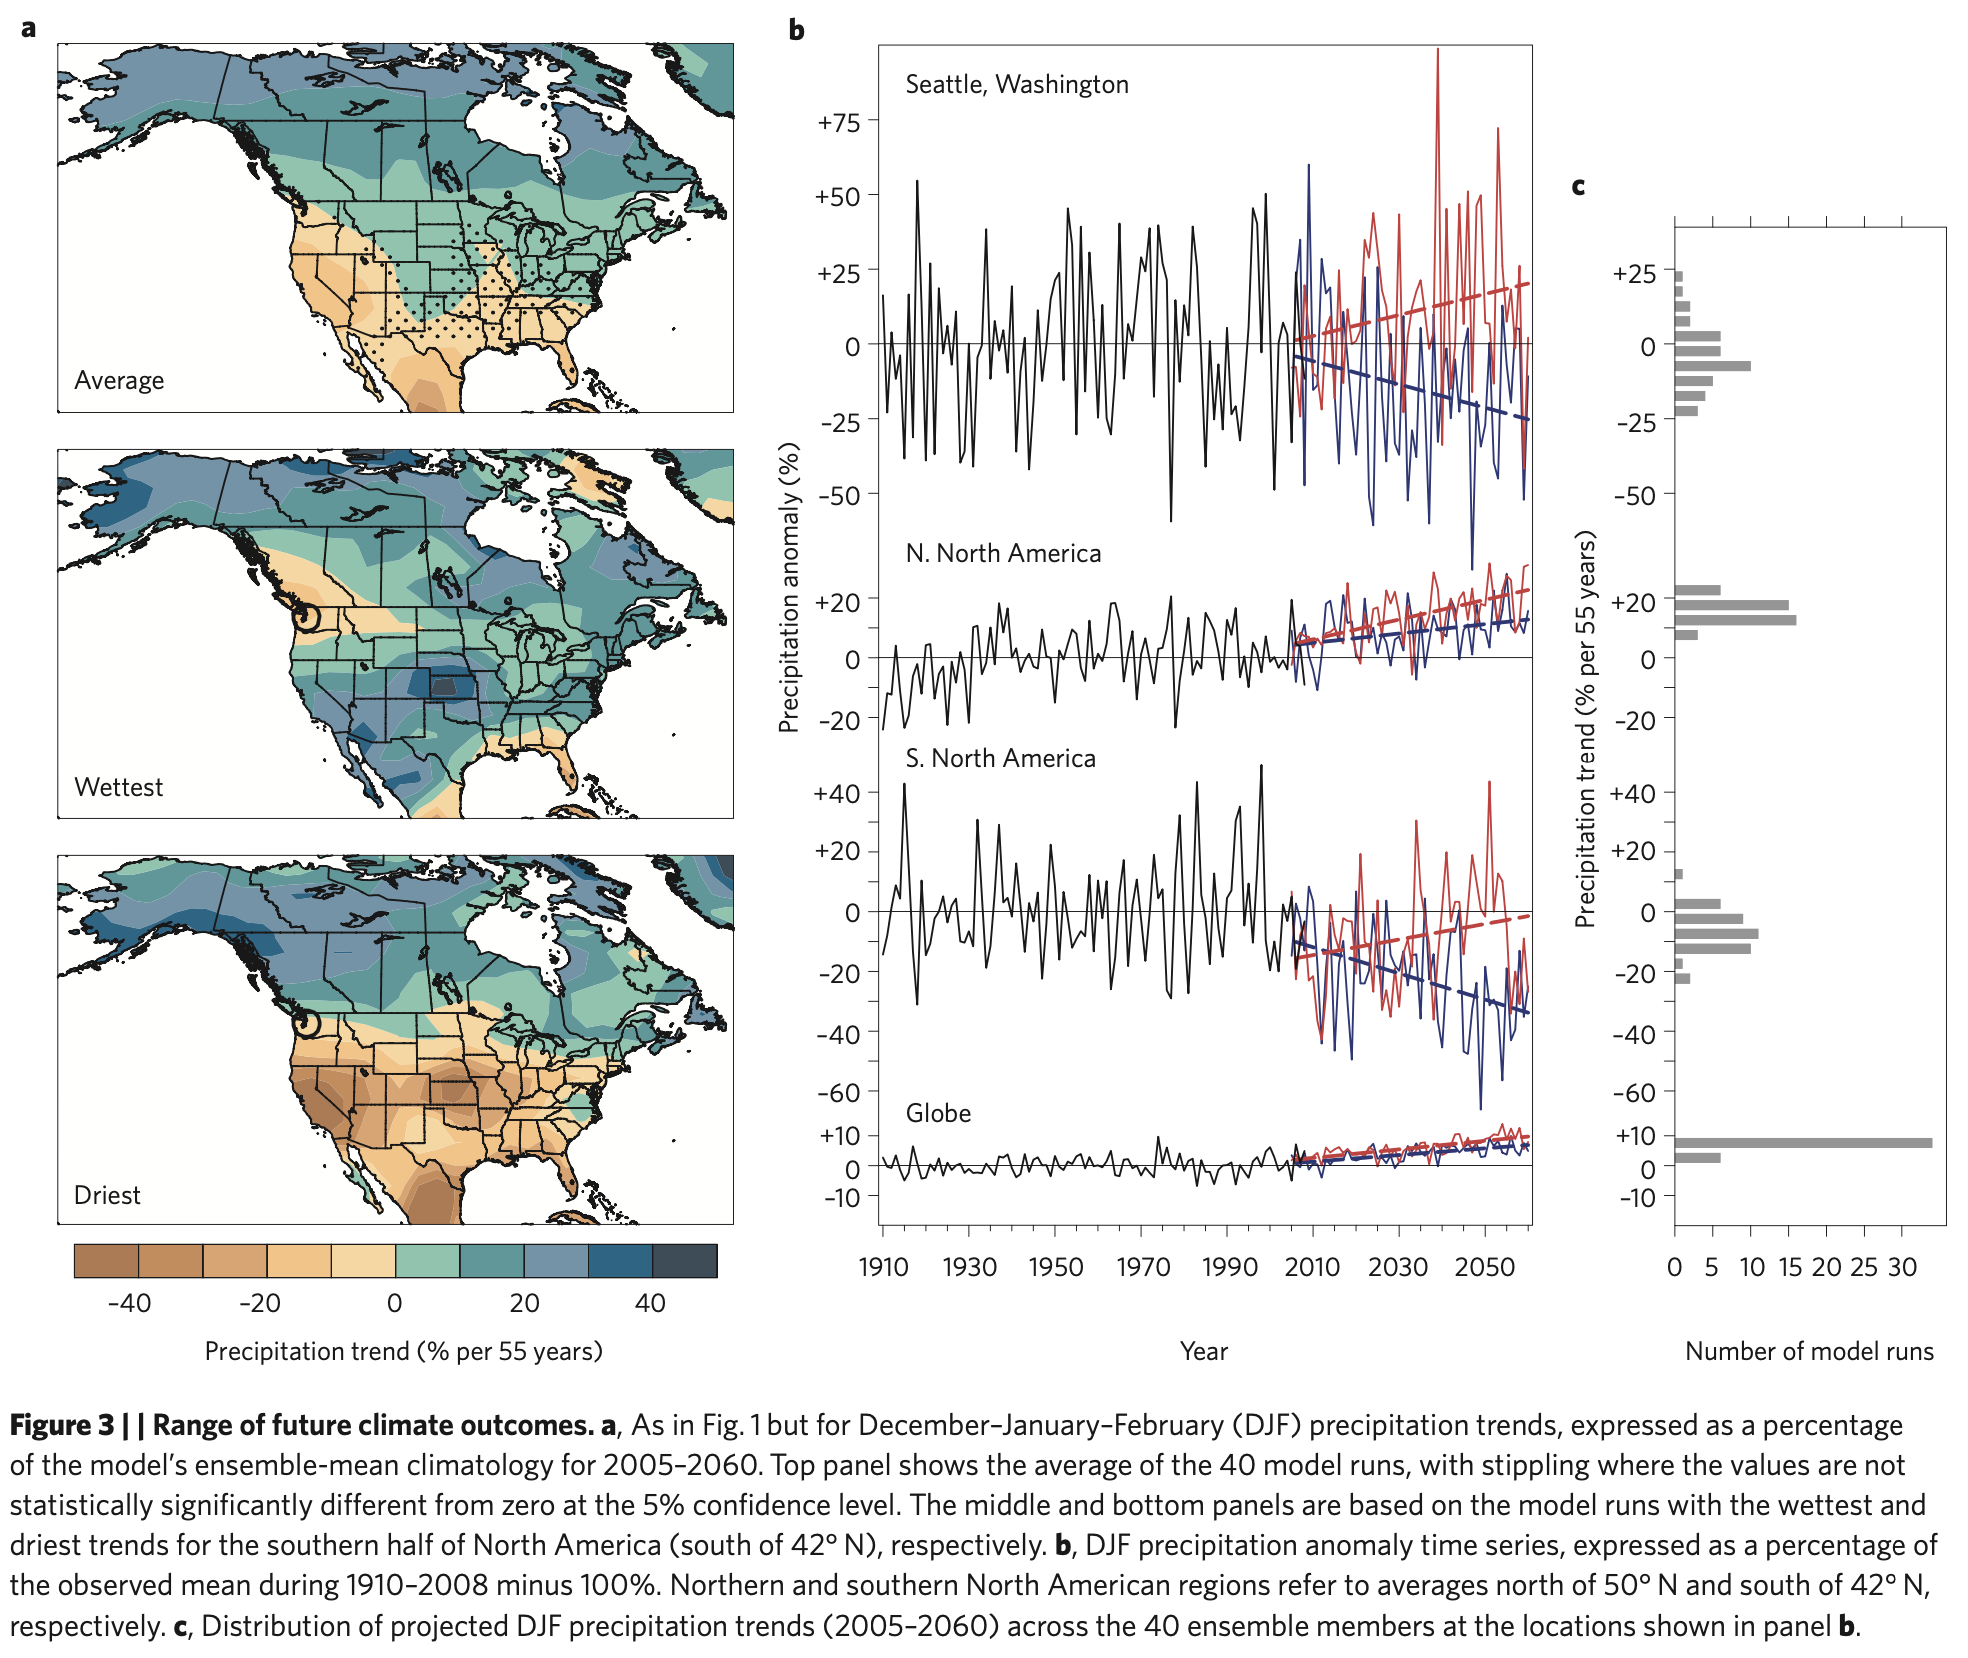 a
Average
Wettest
Driest
−40 −20 0 20 40
Precipitation trend (% per 55 years)
b
Precipitation anomaly (%)
Seattle, Washington
+75
+50
+25
0
−25
−50
N. North America
+20
0
−20
S. North America
+40
+20
0
−20
−40
−60
Globe
+10
0
−10
1910 1930 1950 1970 1990 2010 2030 2050
Year
c
Precipitation trend (% per 55 years)
+25
0
−25
−50
+20
0
−20
+40
+20
0
−20
−40
−60
+10
0
−10
0 5 10 15 20 25 30
Number of model runs
Figure 3 | | Range of future climate outcomes. a, As in Fig. 1 but for December–January–February (DJF) precipitation trends, expressed as a percentage
of the model’s ensemble-mean climatology for 2005–2060. Top panel shows the average of the 40 model runs, with stippling where the values are not
statistically significantly different from zero at the 5% confidence level. The middle and bottom panels are based on the model runs with the wettest and
driest trends for the southern half of North America (south of 42° N), respectively. b, DJF precipitation anomaly time series, expressed as a percentage of
the observed mean during 1910–2008 minus 100%. Northern and southern North American regions refer to averages north of 50° N and south of 42° N,
respectively. c, Distribution of projected DJF precipitation trends (2005–2060) across the 40 ensemble members at the locations shown in panel b.